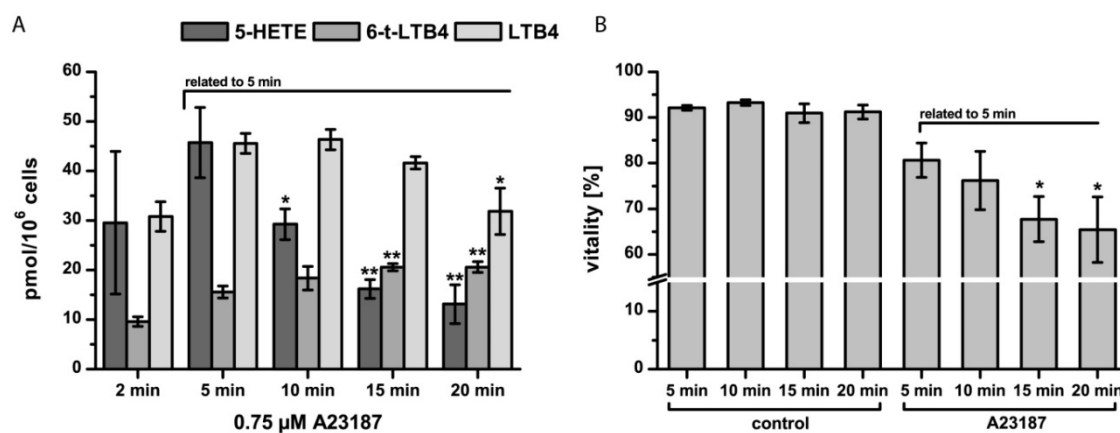 A
5-HETE 6-t-LTB4 LTB4
related to 5 min
pmol/10⁶ cells
60
50
40
30
20
10
0
*
**
**
**
**
*
2 min 5 min 10 min 15 min 20 min
0.75 µM A23187
B
related to 5 min
vitality [%]
100
90
80
70
60
10
0
*
*
5 min 10 min 15 min 20 min 5 min 10 min 15 min 20 min
control A23187